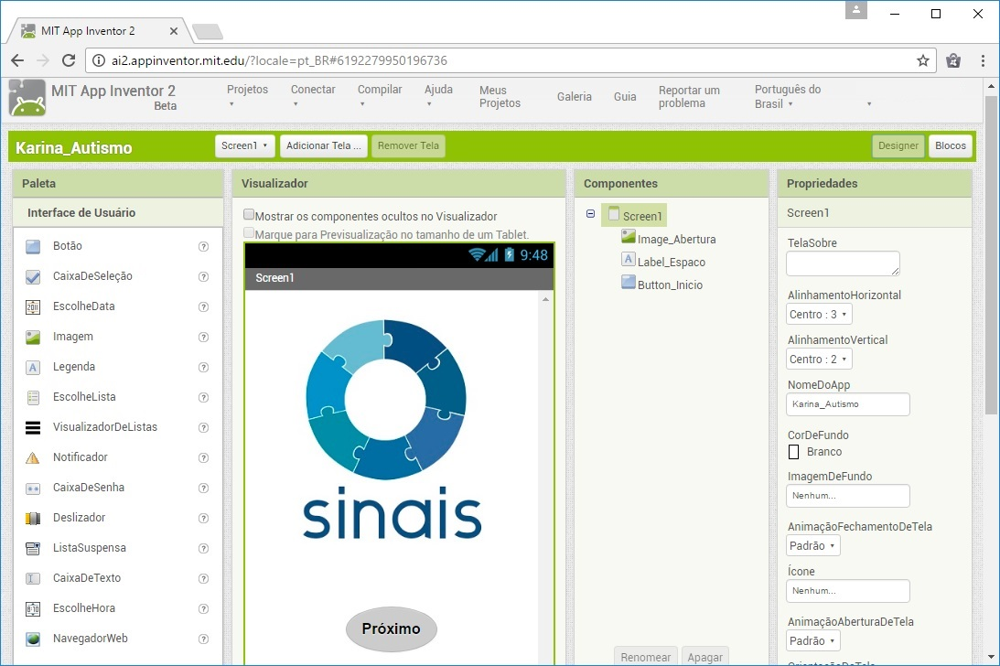 MIT App Inventor 2
ai2.appinventor.mit.edu/?locale=pt_BR#6192279950196736
MIT App Inventor 2
Beta
Projetos
Conectar
Compilar
Ajuda
Meus
Projetos
Galeria
Guia
Reportar um
problema
Português do
Brasil
Karina_Autismo
Screen1
Adicionar Tela ...
Remover Tela
Designer
Blocos
Paleta
Interface de Usuário
Botão
CaixaDeSeleção
EscolheData
Imagem
Legenda
EscolheLista
VisualizadorDeListas
Notificador
CaixaDeSenha
Deslizador
ListaSuspensa
CaixaDeTexto
EscolheHora
NavegadorWeb
Visualizador
Mostrar os componentes ocultos no Visualizador
Marque para Previsualização no tamanho de um Tablet.
9:48
Screen1
sinais
Próximo
Componentes
Screen1
Image_Abertura
Label_Espaco
Button_Inicio
Renomear
Apagar
Propriedades
Screen1
TelaSobre
AlinhamentoHorizontal
Centro : 3
AlinhamentoVertical
Centro : 2
NomeDoApp
Karina_Autismo
CorDeFundo
Branco
ImagemDeFundo
Nenhum...
AnimaçãoFechamentoDeTela
Padrão
Ícone
Nenhum...
AnimaçãoAberturaDeTela
Padrão
OrientaçãoDaTela